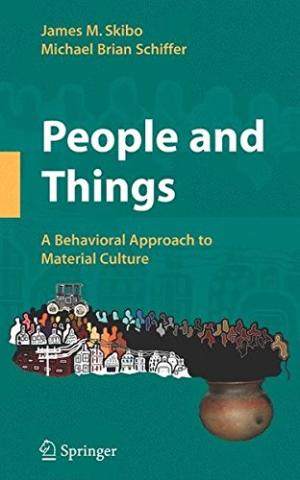 James M. Skibo
Michael Brian Schiffer
People and
Things
A Behavioral Approach to
Material Culture
Springer